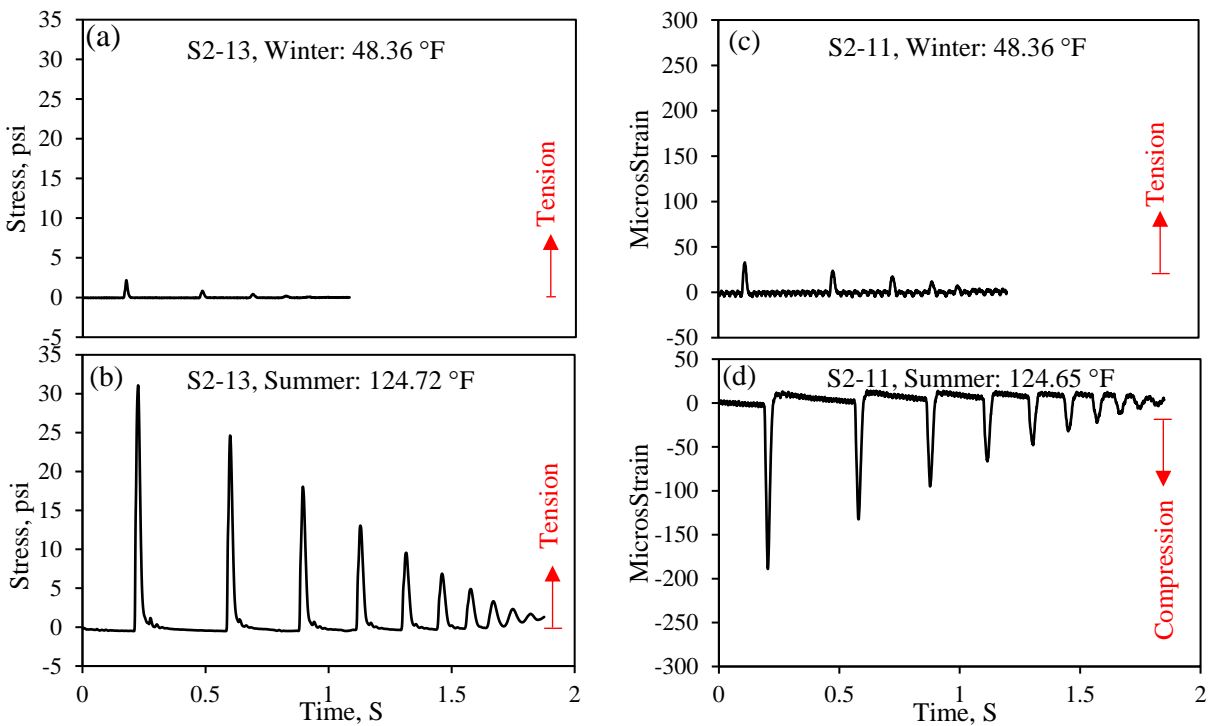 (a)
S2-13, Winter: 48.36 °F
35
30
25
20
15
10
5
0
-5
Stress, psi
Tension
(c)
S2-11, Winter: 48.36 °F
300
250
200
150
100
50
0
-50
MicrosStrain
Tension
(b)
S2-13, Summer: 124.72 °F
35
30
25
20
15
10
5
0
-5
Stress, psi
Tension
0 0.5 1 1.5 2
Time, S
(d)
S2-11, Summer: 124.65 °F
50
0
-50
-100
-150
-200
-250
-300
MicrosStrain
Compression
0 0.5 1 1.5 2
Time, S